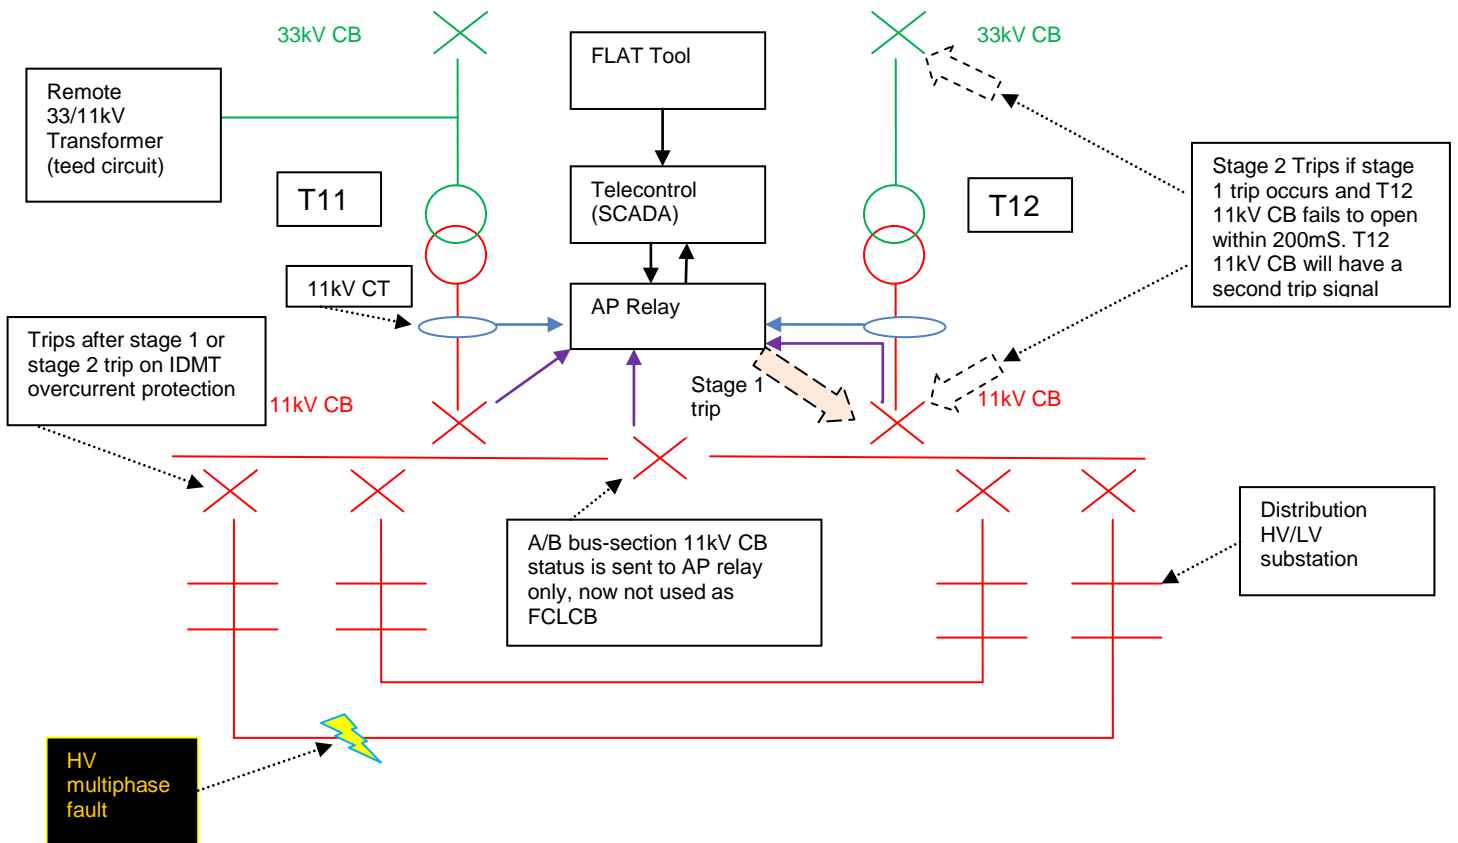 33kV CB
FLAT Tool
33kV CB
Remote
33/11kV
Transformer
(teed circuit)
T11
Telecontrol
(SCADA)
T12
Stage 2 Trips if stage
1 trip occurs and T12
11kV CB fails to open
within 200mS. T12
11kV CB will have a
second trip signal
11kV CT
AP Relay
Trips after stage 1 or
stage 2 trip on IDMT
overcurrent protection
11kV CB
Stage 1
trip
11kV CB
A/B bus-section 11kV CB
status is sent to AP relay
only, now not used as
FCLCB
Distribution
HV/LV
substation
HV
multiphase
fault